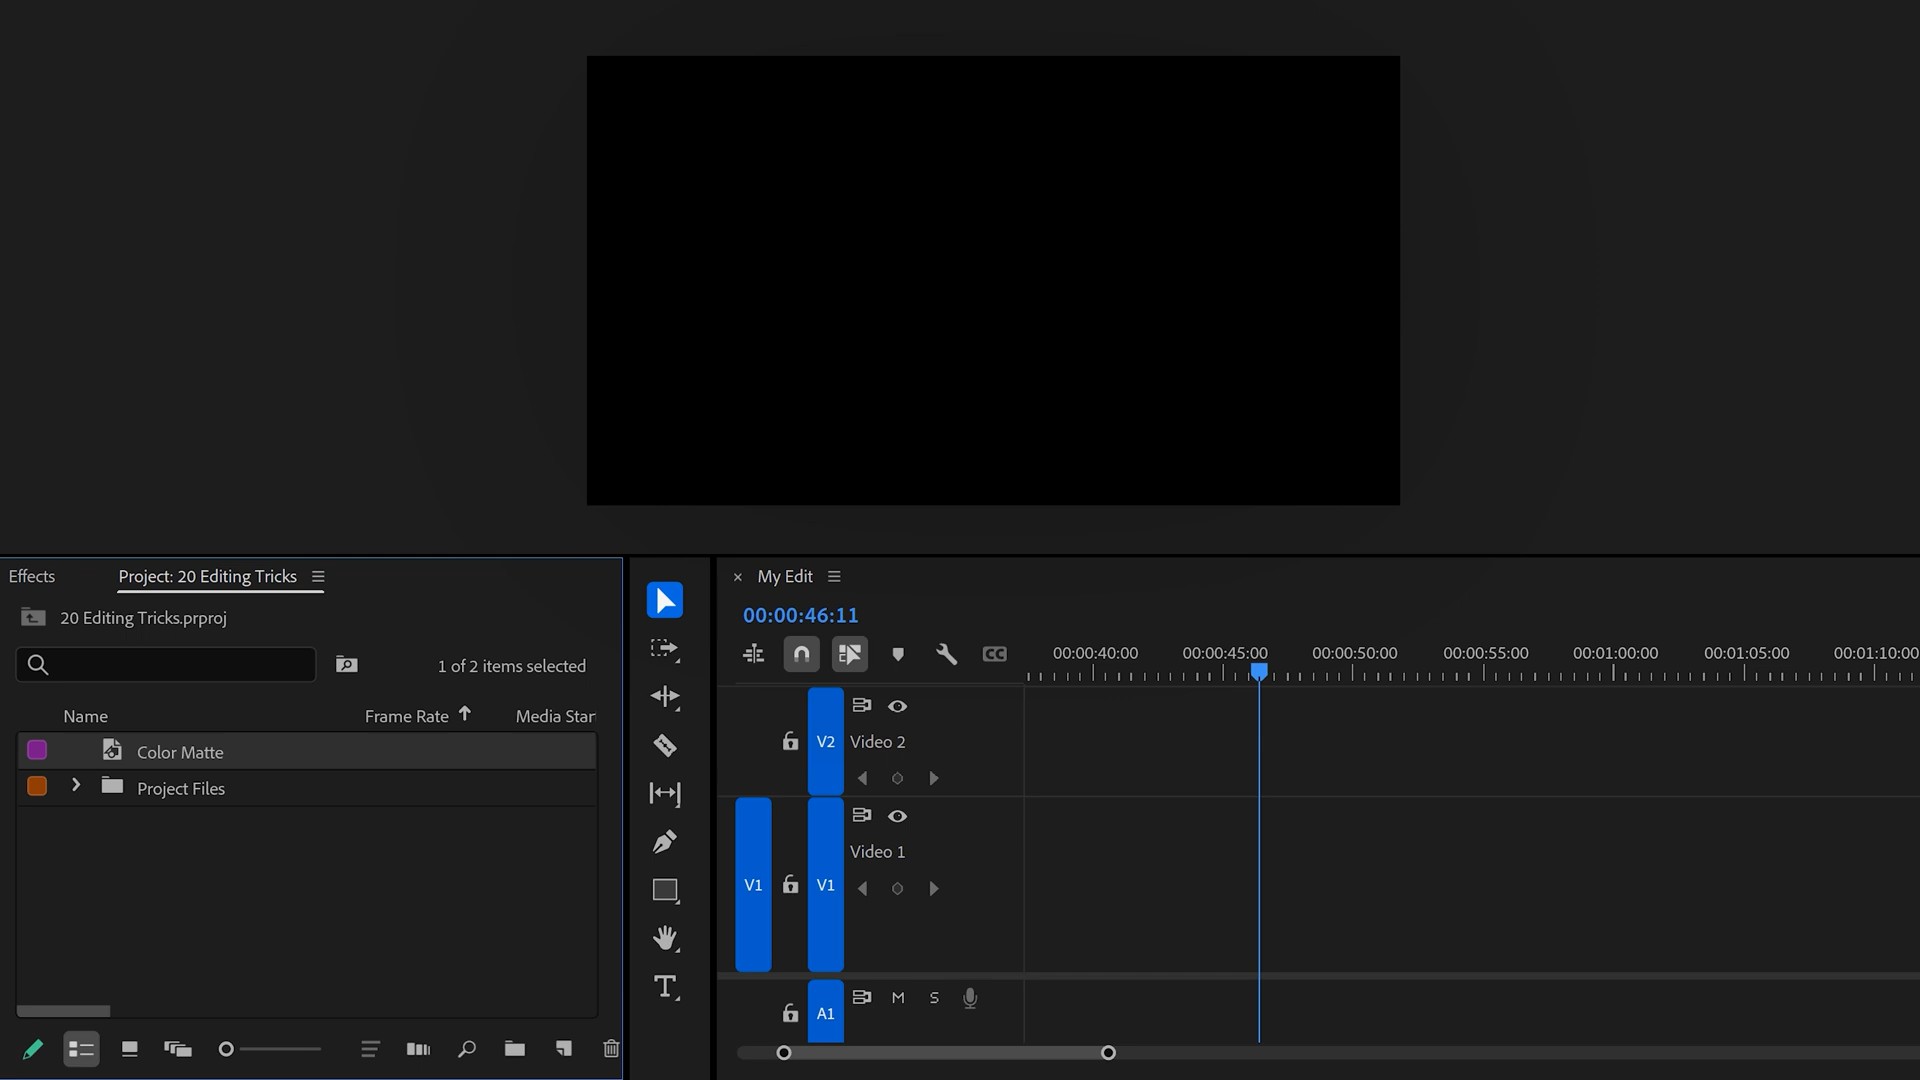 Effects
Project: 20 Editing Tricks
20 Editing Tricks.prproj
1 of 2 items selected
Name
Frame Rate
Media Star
Color Matte
Project Files
My Edit
00:00:46:11
CC
00:00:40:00
00:00:45:00
00:00:50:00
00:00:55:00
00:01:00:00
00:01:05:00
00:01:10:00
V2
Video 2
V1
V1
Video 1
A1
M
S